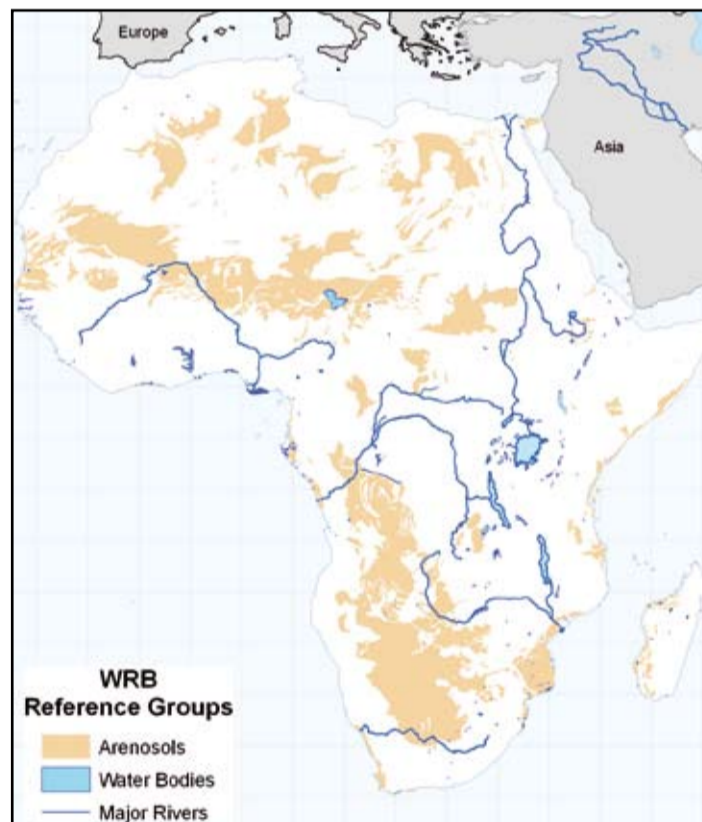 Europe
Asia
WRB
Reference Groups
Arenosols
Water Bodies
Major Rivers